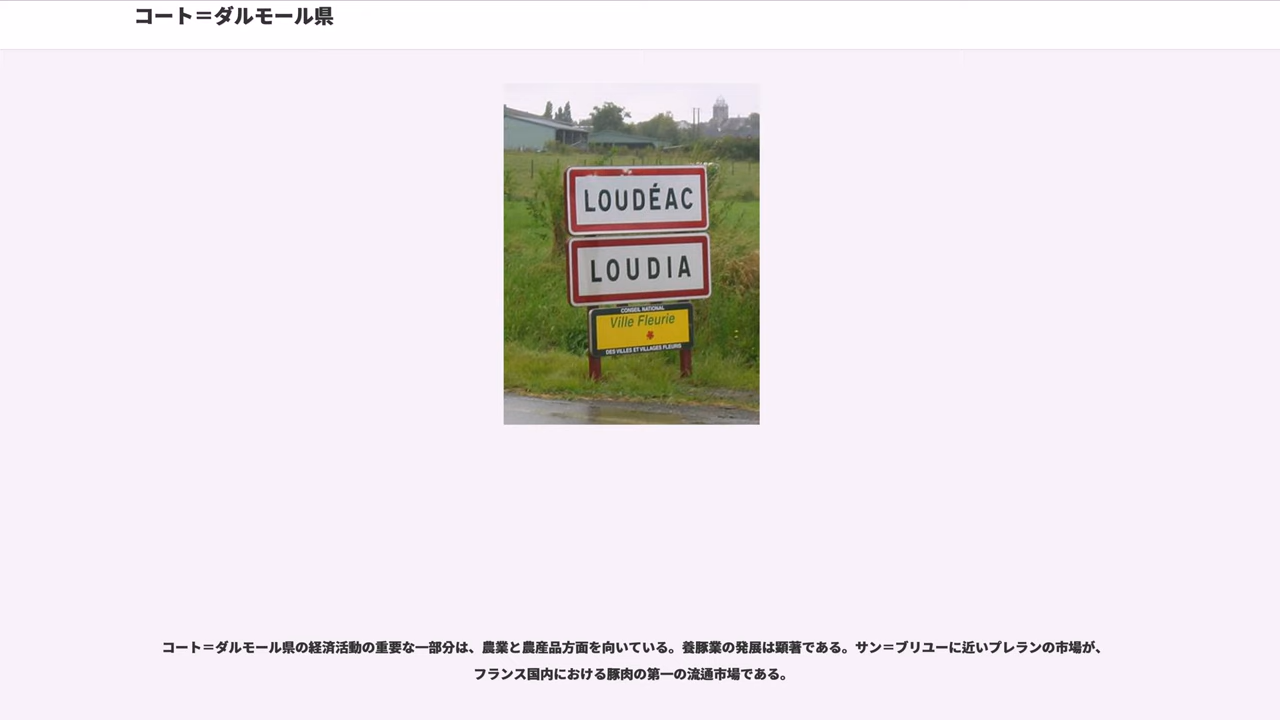 コート＝ダルモール県
LOUDÉAC
LOUDIA
CONSEIL NATIONAL
Ville Fleurie
DES VILLES ET VILLAGES FLEURIS
コート＝ダルモール県の経済活動の重要な一部分は、農業と農産品方面を向いている。養豚業の発展は顕著である。サン＝ブリユーに近いプレランの市場が、
フランス国内における豚肉の第一の流通市場である。